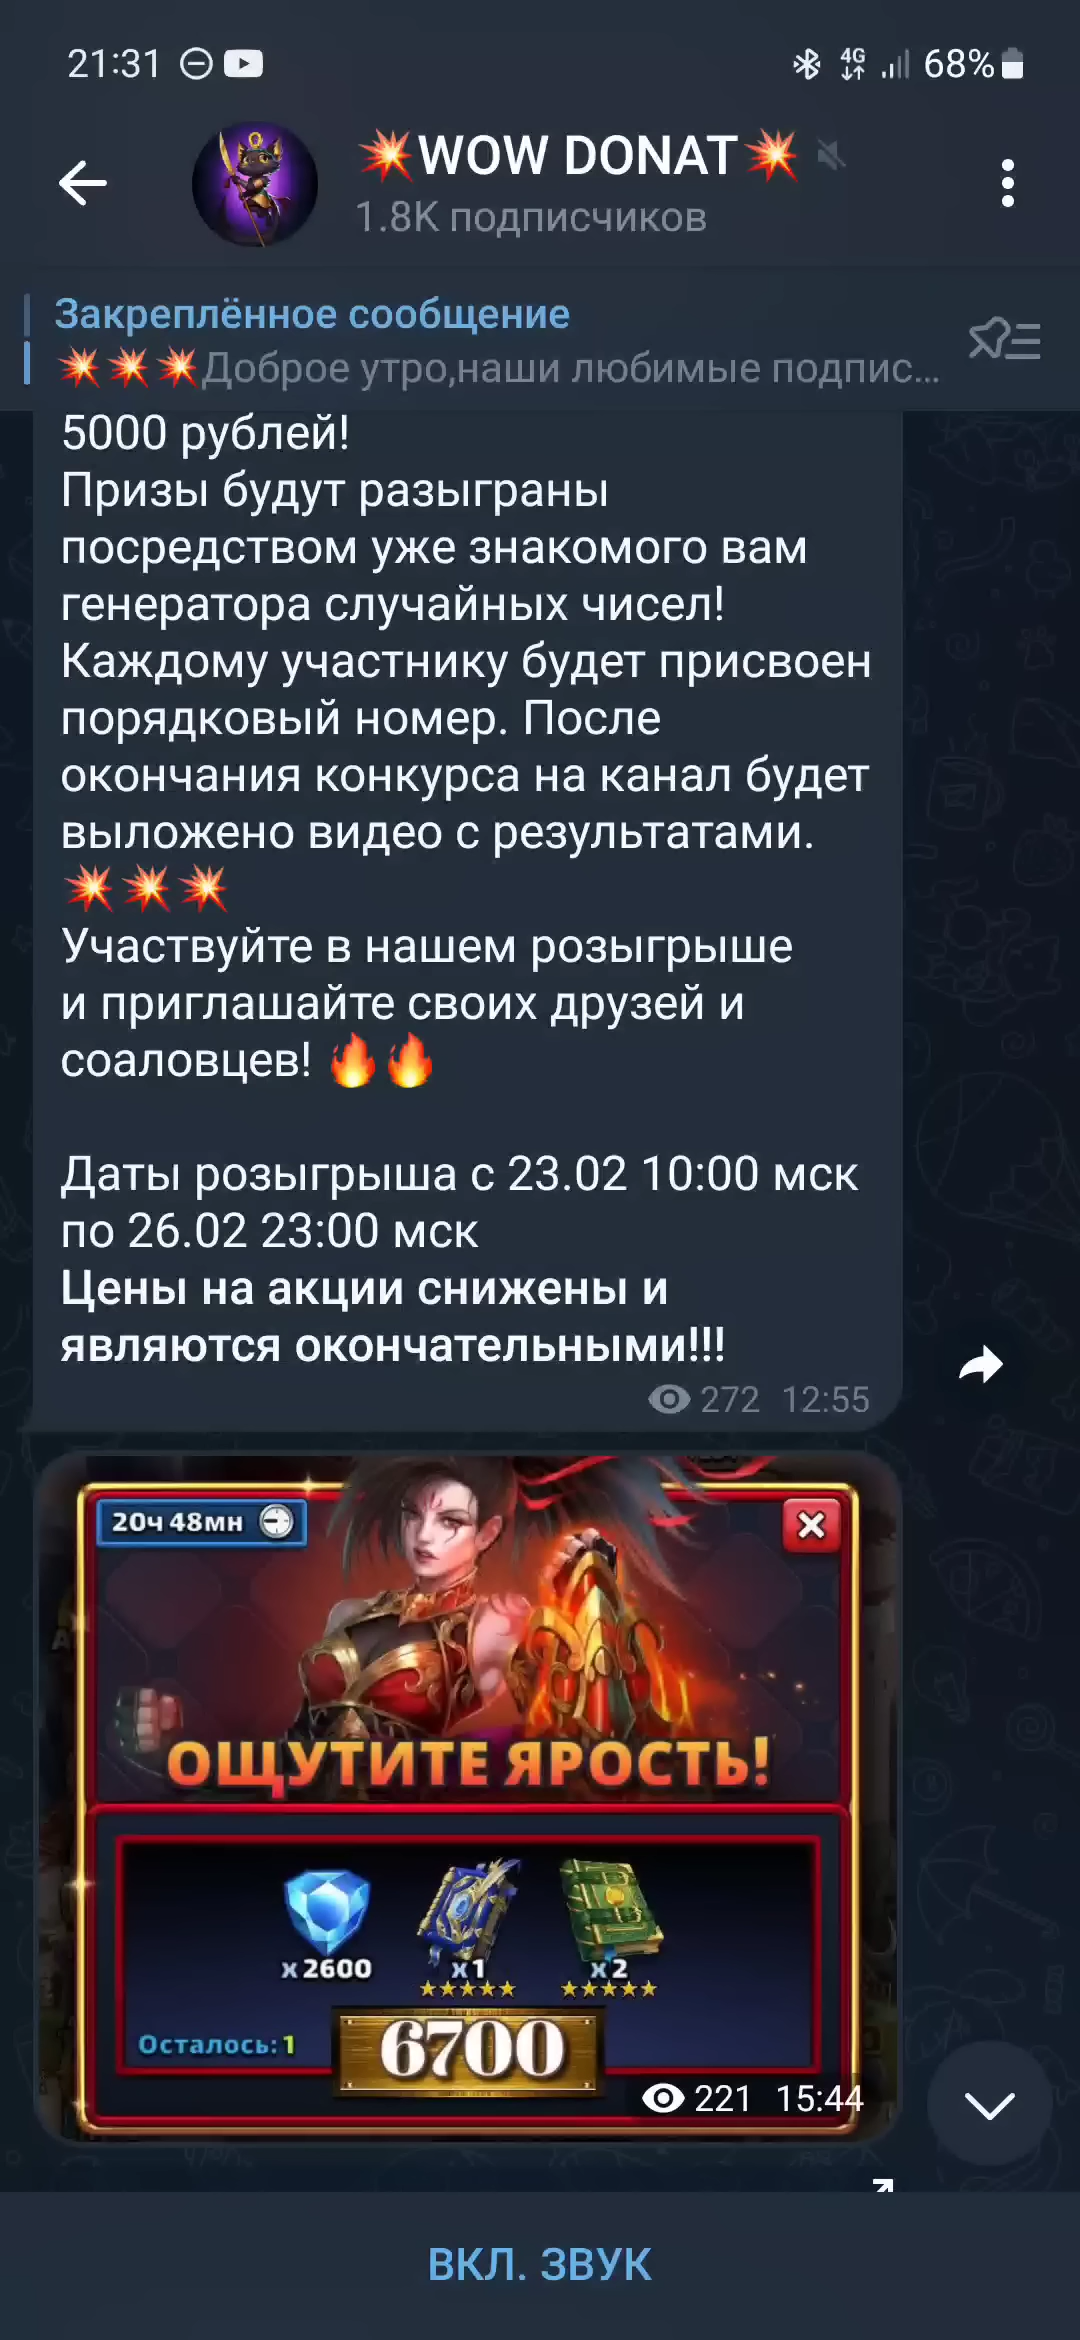 21:31 4G 68%
WOW DONAT
1.8K подписчиков
Закреплённое сообщение
Доброе утро,наши любимые подпис...
5000 рублей!
Призы будут разыграны
посредством уже знакомого вам
генератора случайных чисел!
Каждому участнику будет присвоен
порядковый номер. После
окончания конкурса на канал будет
выложено видео с результатами.
Участвуйте в нашем розыгрыше
и приглашайте своих друзей и
соаловцев!
Даты розыгрыша с 23.02 10:00 мск
по 26.02 23:00 мск
Цены на акции снижены и
являются окончательными!!!
272 12:55
20ч 48мн
ОЩУТИТЕ ЯРОСТЬ!
x2600 x1 x2
Осталось:1
6700
221 15:44
ВКЛ. ЗВУК